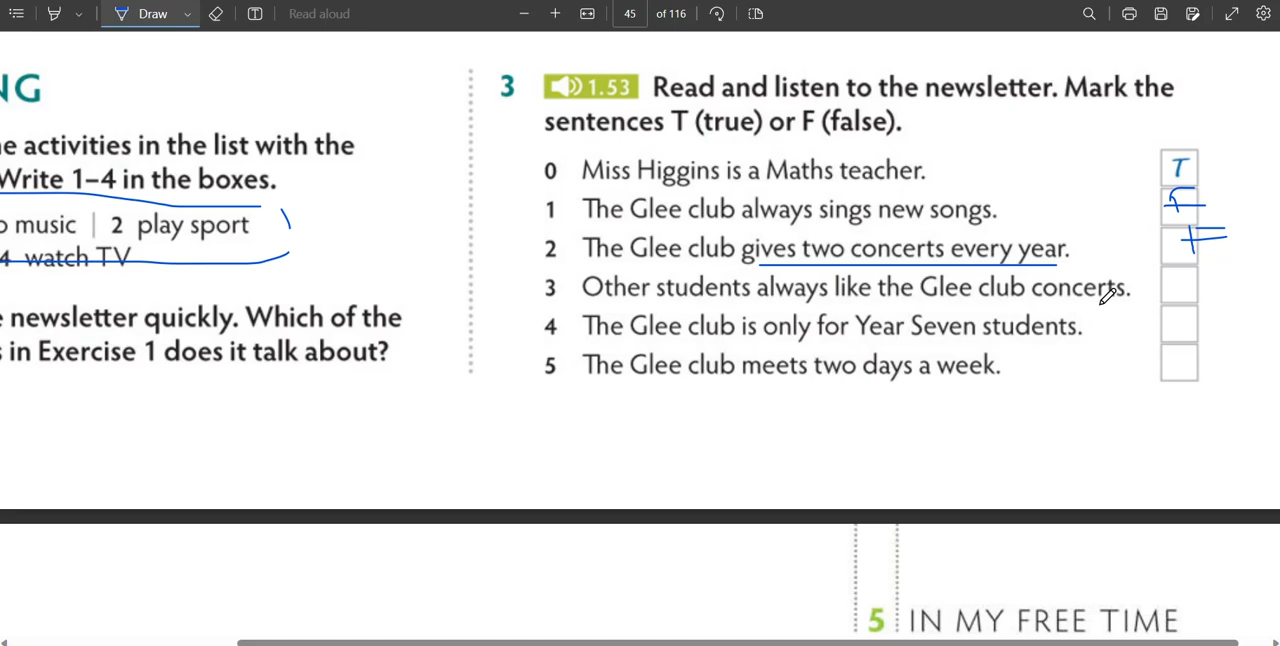 Draw
Read aloud
45 of 116
NG
e activities in the list with the
Write 1–4 in the boxes.
o music | 2 play sport
4 watch TV
e newsletter quickly. Which of the
s in Exercise 1 does it talk about?
3 1.53 Read and listen to the newsletter. Mark the
sentences T (true) or F (false).
0 Miss Higgins is a Maths teacher. T
1 The Glee club always sings new songs. F
2 The Glee club gives two concerts every year. F
3 Other students always like the Glee club concerts.
4 The Glee club is only for Year Seven students.
5 The Glee club meets two days a week.
5 IN MY FREE TIME